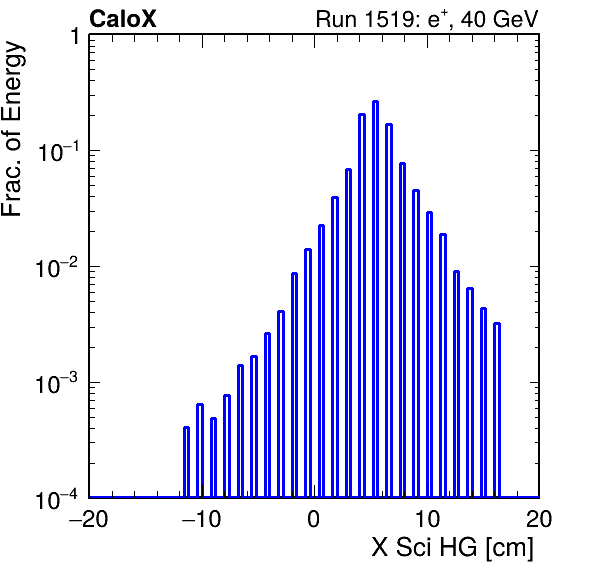 CaloX Run 1519: e⁺, 40 GeV
Frac. of Energy
1
10⁻¹
10⁻²
10⁻³
10⁻⁴
−20 −10 0 10 20
X Sci HG [cm]